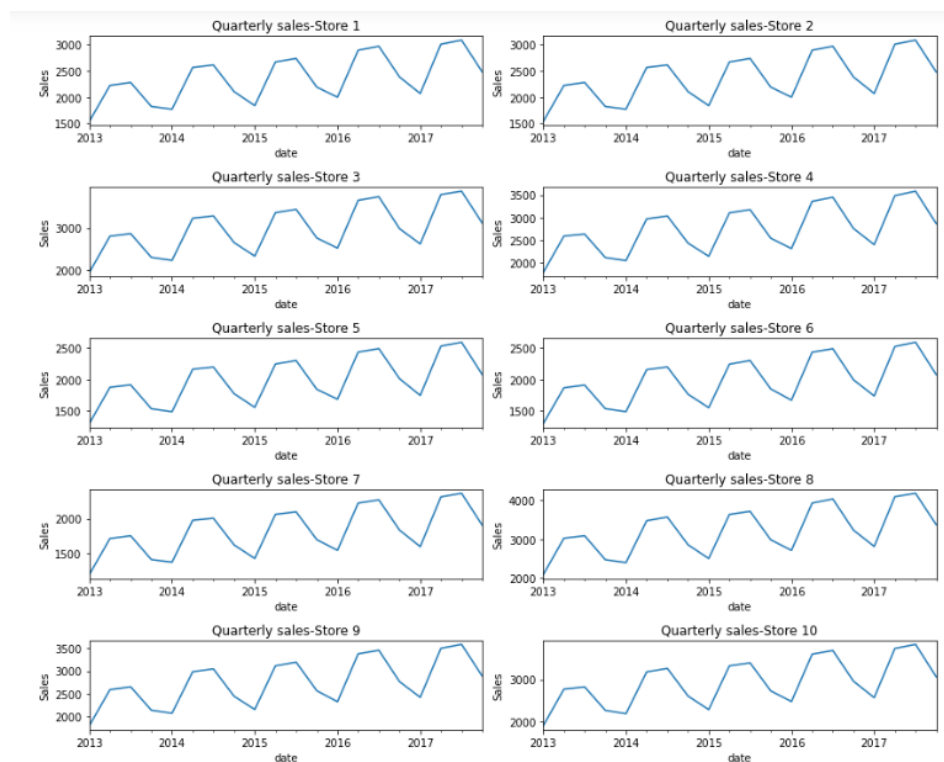 Quarterly sales-Store 1
Sales
3000
2500
2000
1500
2013 2014 2015 2016 2017
date
Quarterly sales-Store 2
Sales
3000
2500
2000
1500
2013 2014 2015 2016 2017
date
Quarterly sales-Store 3
Sales
3000
2000
2013 2014 2015 2016 2017
date
Quarterly sales-Store 4
Sales
3500
3000
2500
2000
2013 2014 2015 2016 2017
date
Quarterly sales-Store 5
Sales
2500
2000
1500
2013 2014 2015 2016 2017
date
Quarterly sales-Store 6
Sales
2500
2000
1500
2013 2014 2015 2016 2017
date
Quarterly sales-Store 7
Sales
2000
1500
2013 2014 2015 2016 2017
date
Quarterly sales-Store 8
Sales
4000
3000
2000
2013 2014 2015 2016 2017
date
Quarterly sales-Store 9
Sales
3500
3000
2500
2000
2013 2014 2015 2016 2017
date
Quarterly sales-Store 10
Sales
3000
2000
2013 2014 2015 2016 2017
date